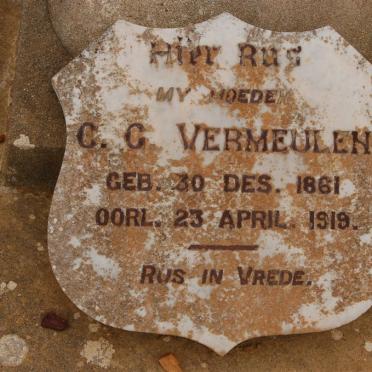 Hier Rus
MY MOEDER
C. C. VERMEULEN
GEB. 30 DES. 1861
OORL. 23 APRIL. 1919.
RUS IN VREDE.